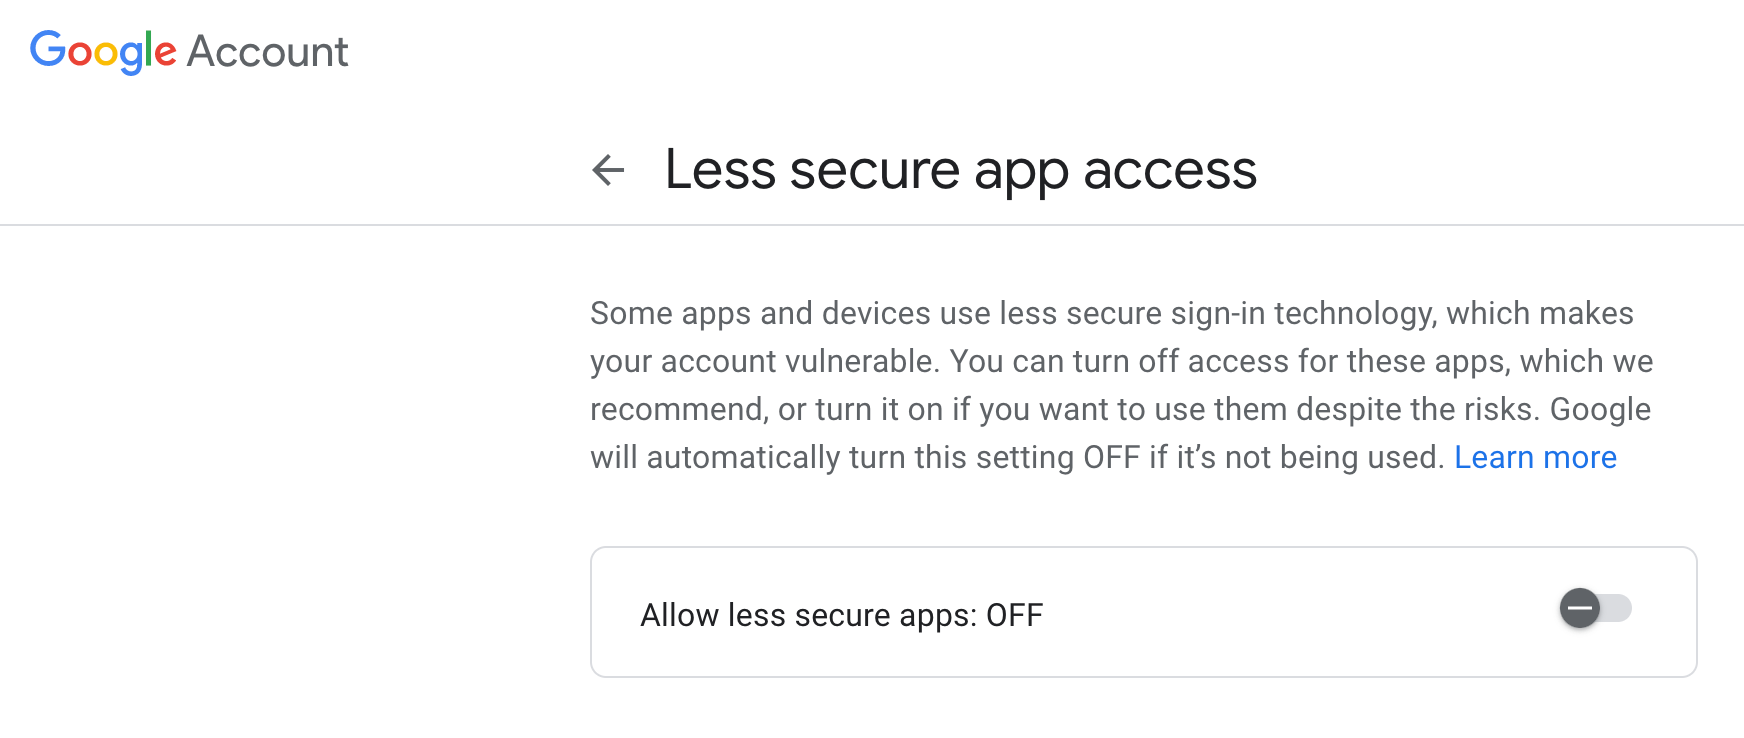 Google Account
Less secure app access
Some apps and devices use less secure sign-in technology, which makes
your account vulnerable. You can turn off access for these apps, which we
recommend, or turn it on if you want to use them despite the risks. Google
will automatically turn this setting OFF if it’s not being used. Learn more
Allow less secure apps: OFF